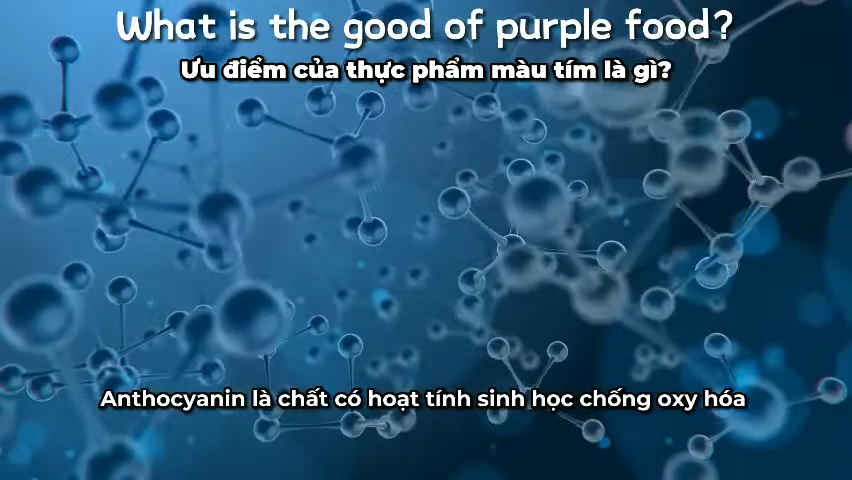 What is the good of purple food?
Ưu điểm của thực phẩm màu tím là gì?
Anthocyanin là chất có hoạt tính sinh học chống oxy hóa